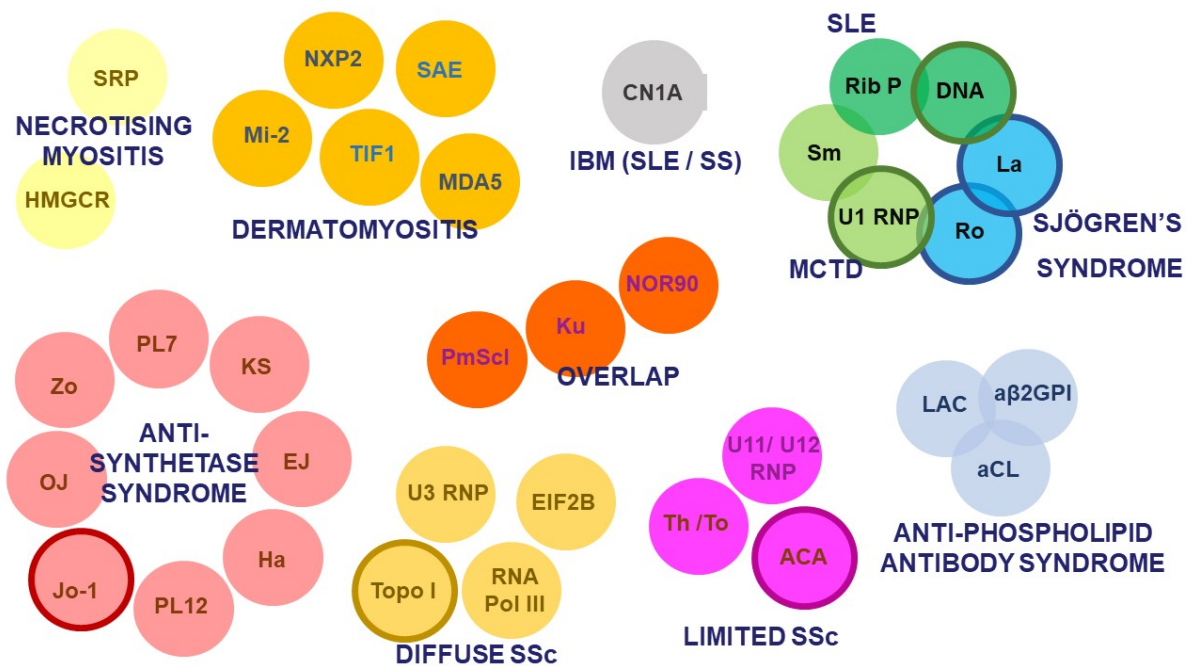 SRP
NECROTISING
MYOSITIS
HMGCR
NXP2
SAE
Mi-2
TIF1
MDA5
DERMATOMYOSITIS
CN1A
IBM (SLE / SS)
SLE
Rib P
DNA
Sm
La
U1 RNP
Ro
MCTD
SJÖGREN'S
SYNDROME
NOR90
Ku
PmScl
OVERLAP
PL7
KS
Zo
ANTI-
SYNTHETASE
SYNDROME
EJ
OJ
Ha
Jo-1
PL12
U3 RNP
EIF2B
Topo I
RNA
Pol III
DIFFUSE SSc
U11/ U12
RNP
Th /To
ACA
LIMITED SSc
LAC
aβ2GPI
aCL
ANTI-PHOSPHOLIPID
ANTIBODY SYNDROME